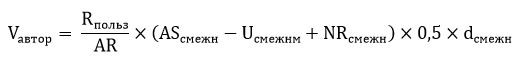 V_автор = R_польз / AR × (AS_смежн − U_смежнм + NR_смежн) × 0,5 × d_смежн